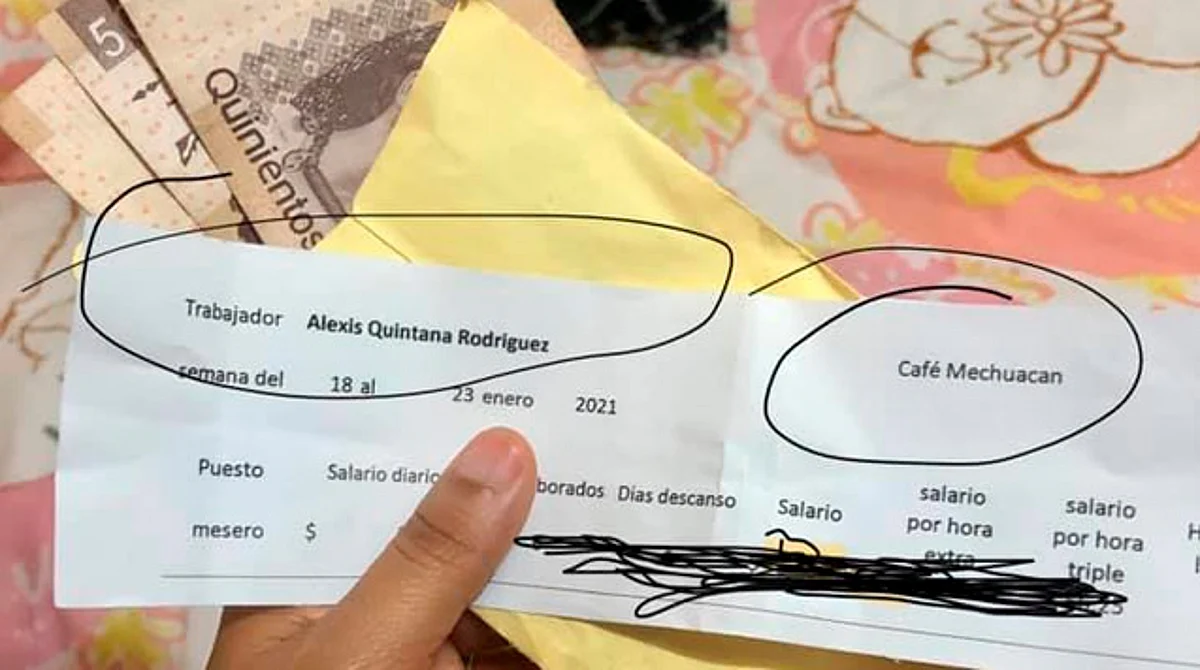 5
Quinientos
Trabajador Alexis Quintana Rodriguez
semana del 18 al 23 enero 2021
Café Mechuacan
Puesto Salario diario borados Días descanso Salario salario por hora extra salario por hora triple H
mesero $